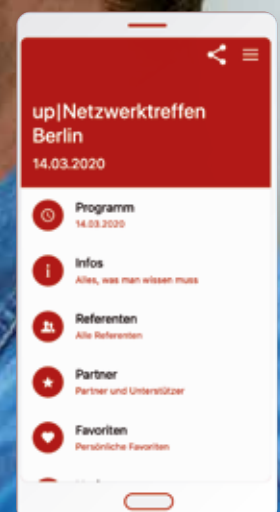 up|Netzwerktreffen
Berlin
14.03.2020
Programm
14.03.2020
Infos
Alles, was man wissen muss
Referenten
Alle Referenten
Partner
Partner und Unterstützer
Favoriten
Persönliche Favoriten